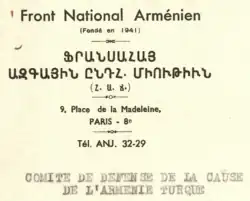 Front National Arménien
(Fondé en 1941)
ՖՐԱՆՍԱՀԱՅ
ԱԶԳԱՅԻՆ ԸՆԴՀ. ՄԻՈՒԹԻՒՆ
(Հ. Ա. Ճ.)
9, Place de la Madeleine,
PARIS - 8e
Tél. ANJ. 32-29
COMITE DE DEFENSE DE LA CAUSE
DE L'ARMENIE TURQUE